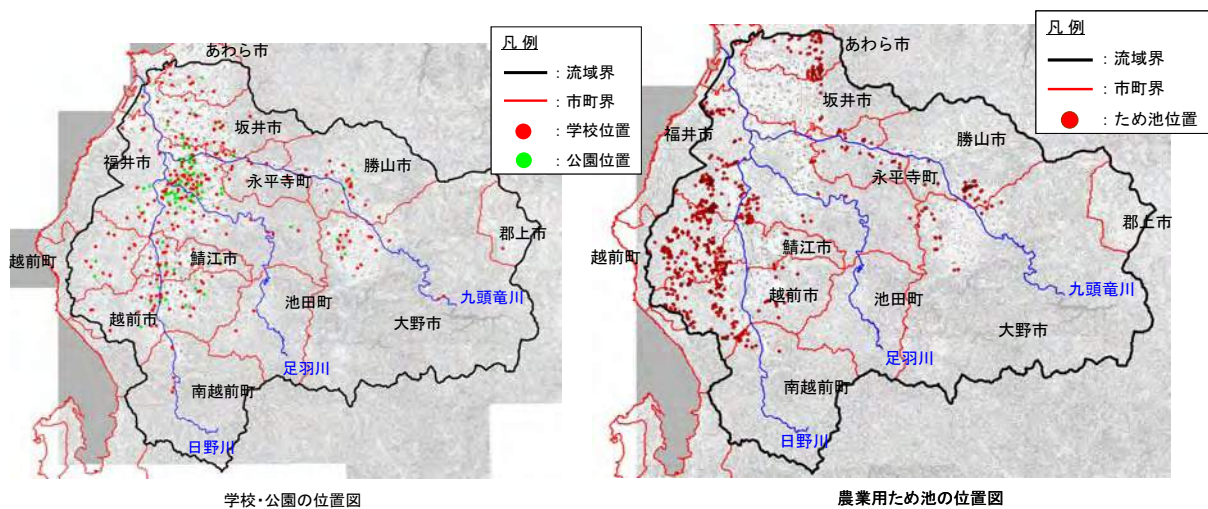 あわら市
坂井市
福井市
勝山市
永平寺町
郡上市
越前町
鯖江市
池田町
九頭竜川
越前市
大野市
足羽川
南越前町
日野川
凡 例
：流域界
：市町界
：学校位置
：公園位置
学校・公園の位置図
あわら市
坂井市
福井市
勝山市
永平寺町
郡上市
越前町
鯖江市
九頭竜川
越前市
池田町
大野市
足羽川
南越前町
日野川
凡 例
：流域界
：市町界
：ため池位置
農業用ため池の位置図